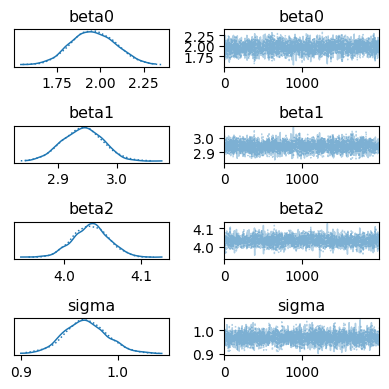 beta0 beta0
2.25
2.00
1.75
1.75 2.00 2.25 0 1000
beta1 beta1
3.0
2.9
2.9 3.0 0 1000
beta2 beta2
4.1
4.0
4.0 4.1 0 1000
sigma sigma
1.0
0.9
0.9 1.0 0 1000